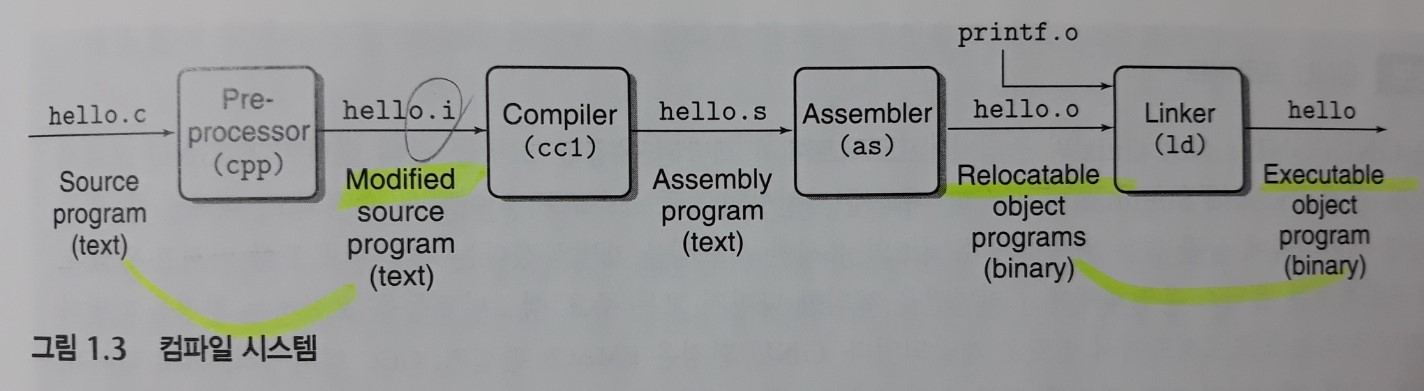 printf.o
hello.c
Pre-
processor
(cpp)
hello.i
Compiler
(cc1)
hello.s
Assembler
(as)
hello.o
Linker
(ld)
hello
Source
program
(text)
Modified
source
program
(text)
Assembly
program
(text)
Relocatable
object
programs
(binary)
Executable
object
program
(binary)
그림 1.3 컴파일 시스템